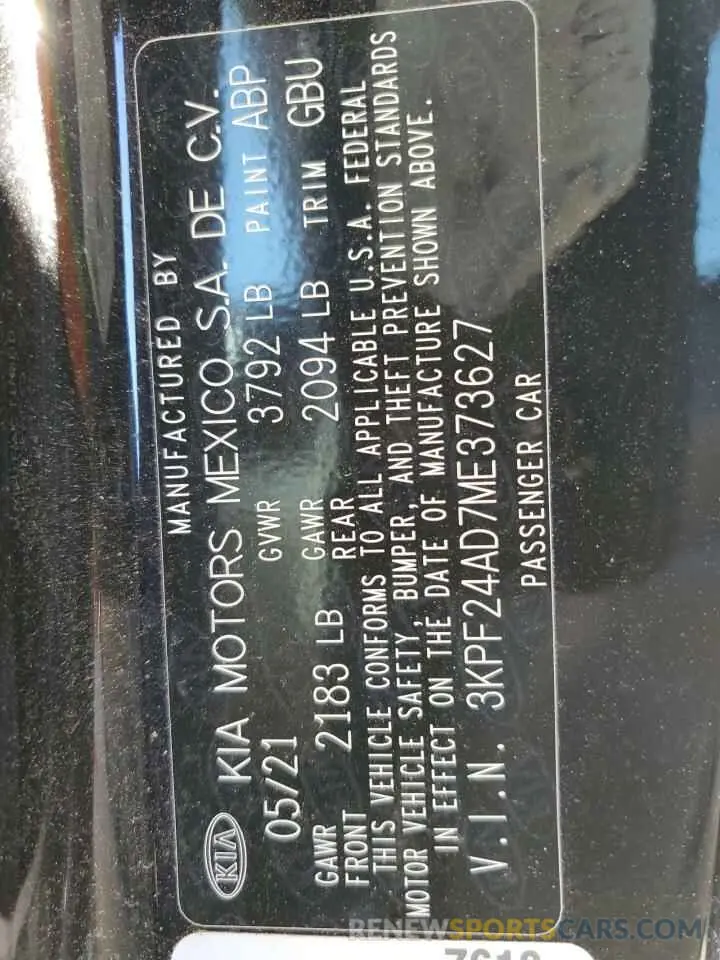 MANUFACTURED BY
KIA KIA MOTORS MEXICO S.A. DE C.V.
05/21 GVWR 3792 LB PAINT ABP
GAWR FRONT 2183 LB GAWR REAR 2094 LB TRIM GBU
THIS VEHICLE CONFORMS TO ALL APPLICABLE U.S.A. FEDERAL
MOTOR VEHICLE SAFETY, BUMPER, AND THEFT PREVENTION STANDARDS
IN EFFECT ON THE DATE OF MANUFACTURE SHOWN ABOVE.
V.I.N. 3KPF24AD7ME373627
PASSENGER CAR
RENEWSPORTSCARS.COM